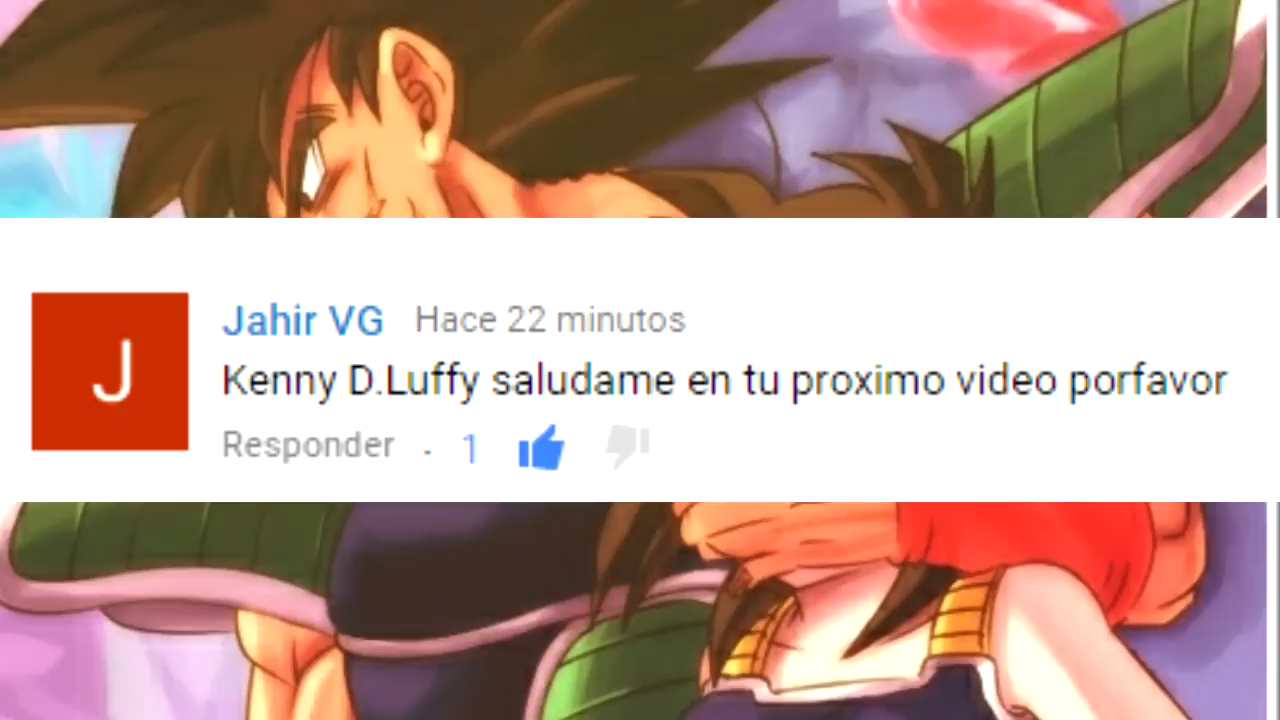 J
Jahir VG Hace 22 minutos
Kenny D.Luffy saludame en tu proximo video porfavor
Responder . 1